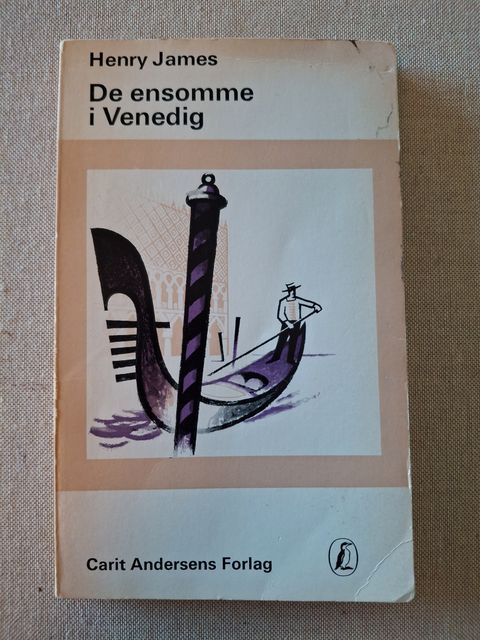 Henry James
De ensomme
i Venedig
Carit Andersens Forlag